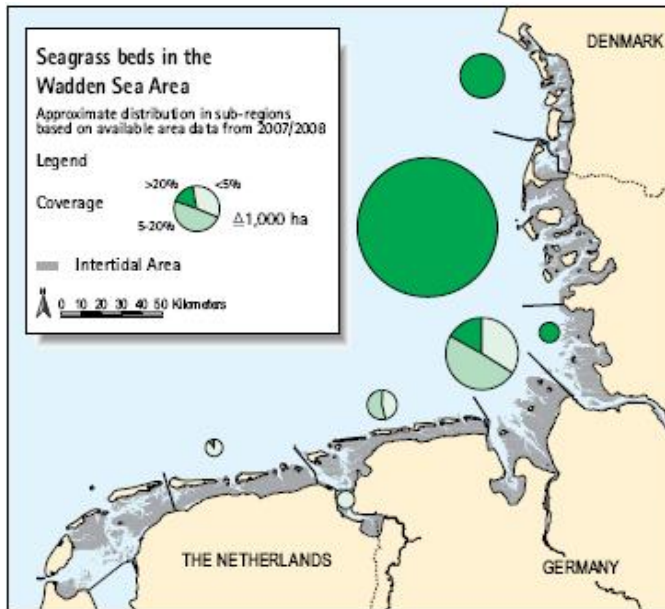 Seagrass beds in the
Wadden Sea Area
Approximate distribution in sub-regions
based on available area data from 2007/2008
Legend
Coverage
>20%
<5%
5-20%
≙1,000 ha
Intertidal Area
N
0 10 20 30 40 50 Kilometers
DENMARK
THE NETHERLANDS
GERMANY